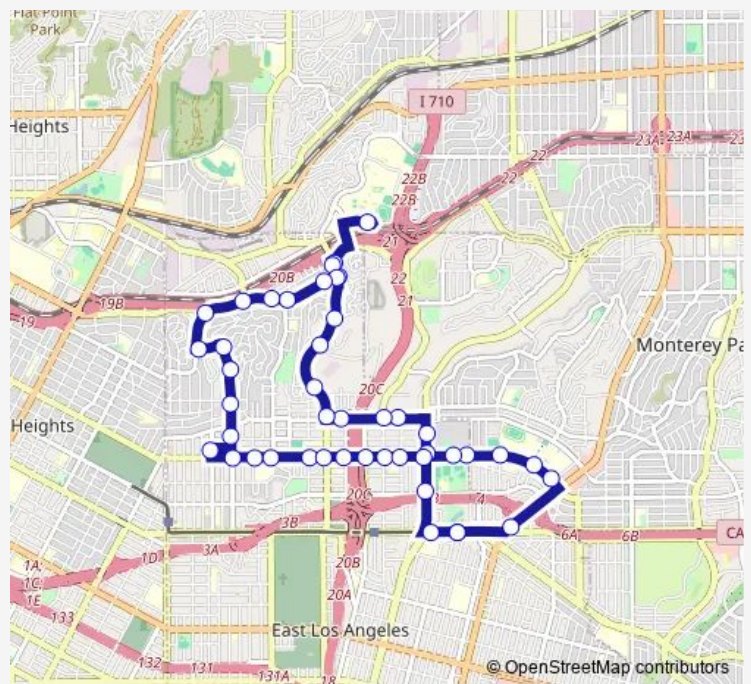 Flat Point
Park
I 710
Heights
23A
23A
23
22
22B
22
22B
21
20B
22
19B
21
19
Monterey Pa
20C
Heights
20C
4
3B
6A
6B
CA
1D
3A
1A:
1C:
1E
20B
133
20A
East Los Angeles
132
131
131A
18
© OpenStreetMap contributors